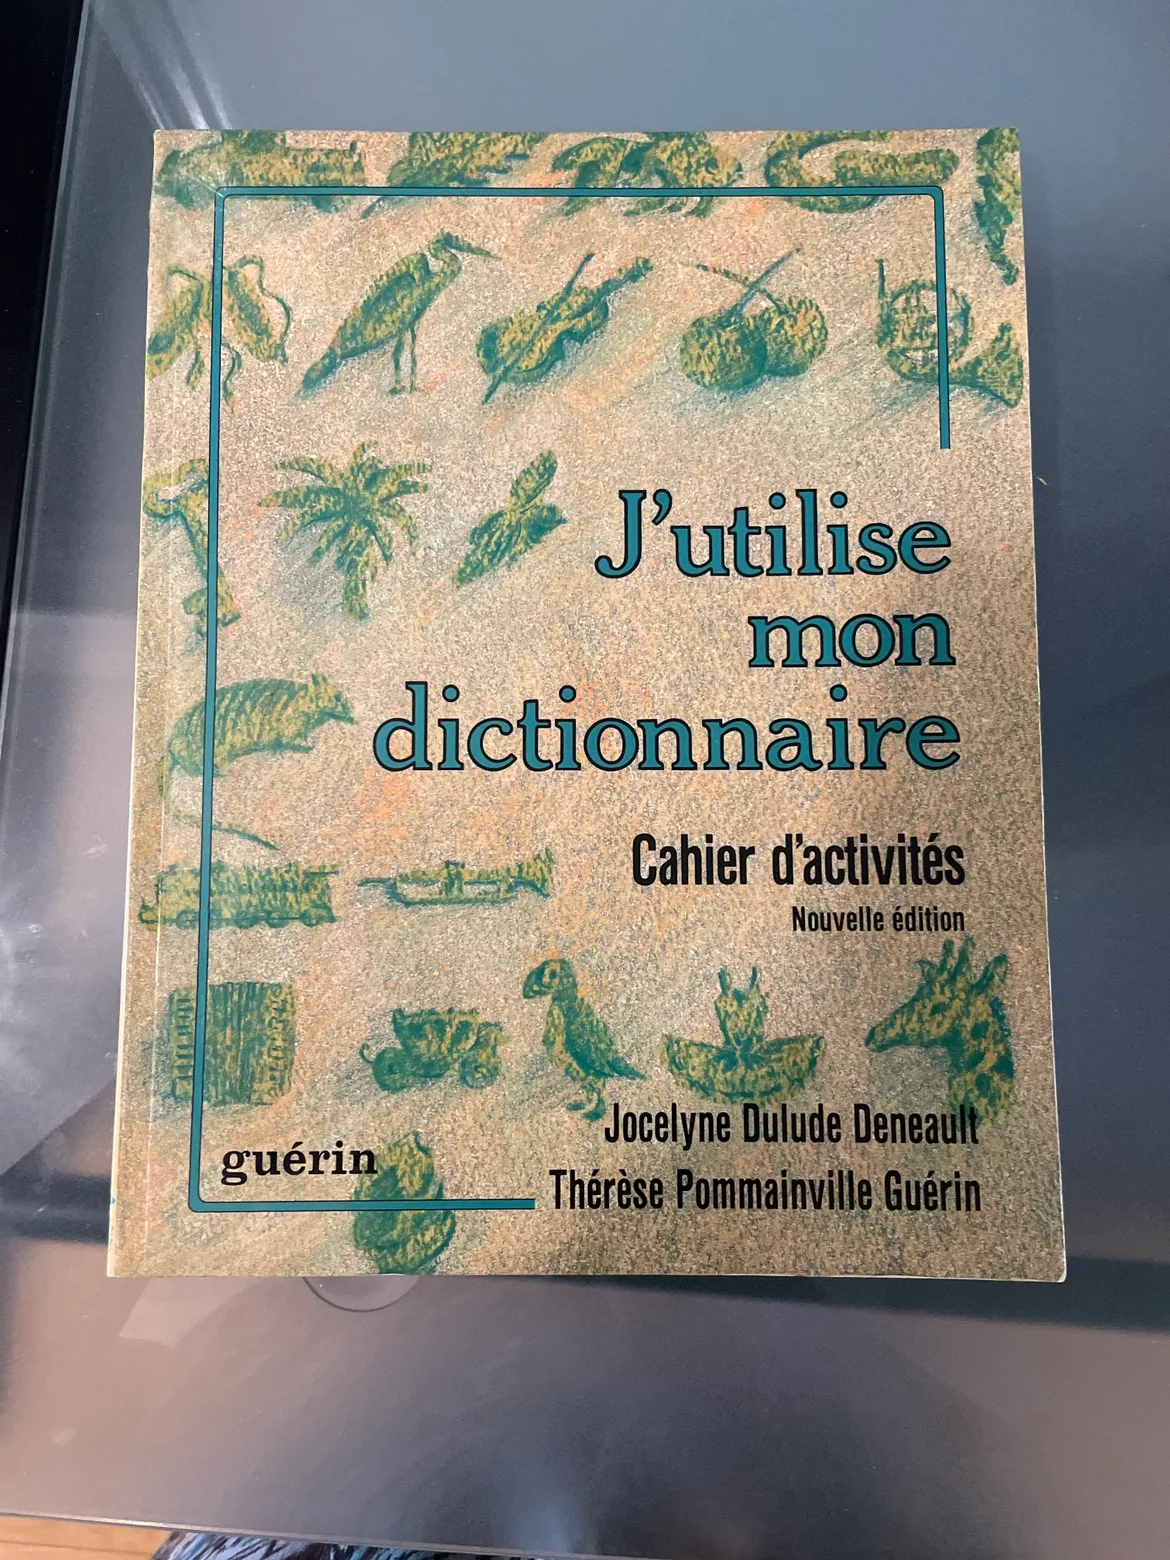 J'utilise
mon
dictionnaire
Cahier d'activités
Nouvelle édition
Jocelyne Dulude Deneault
guérin
Thérèse Pommainville Guérin